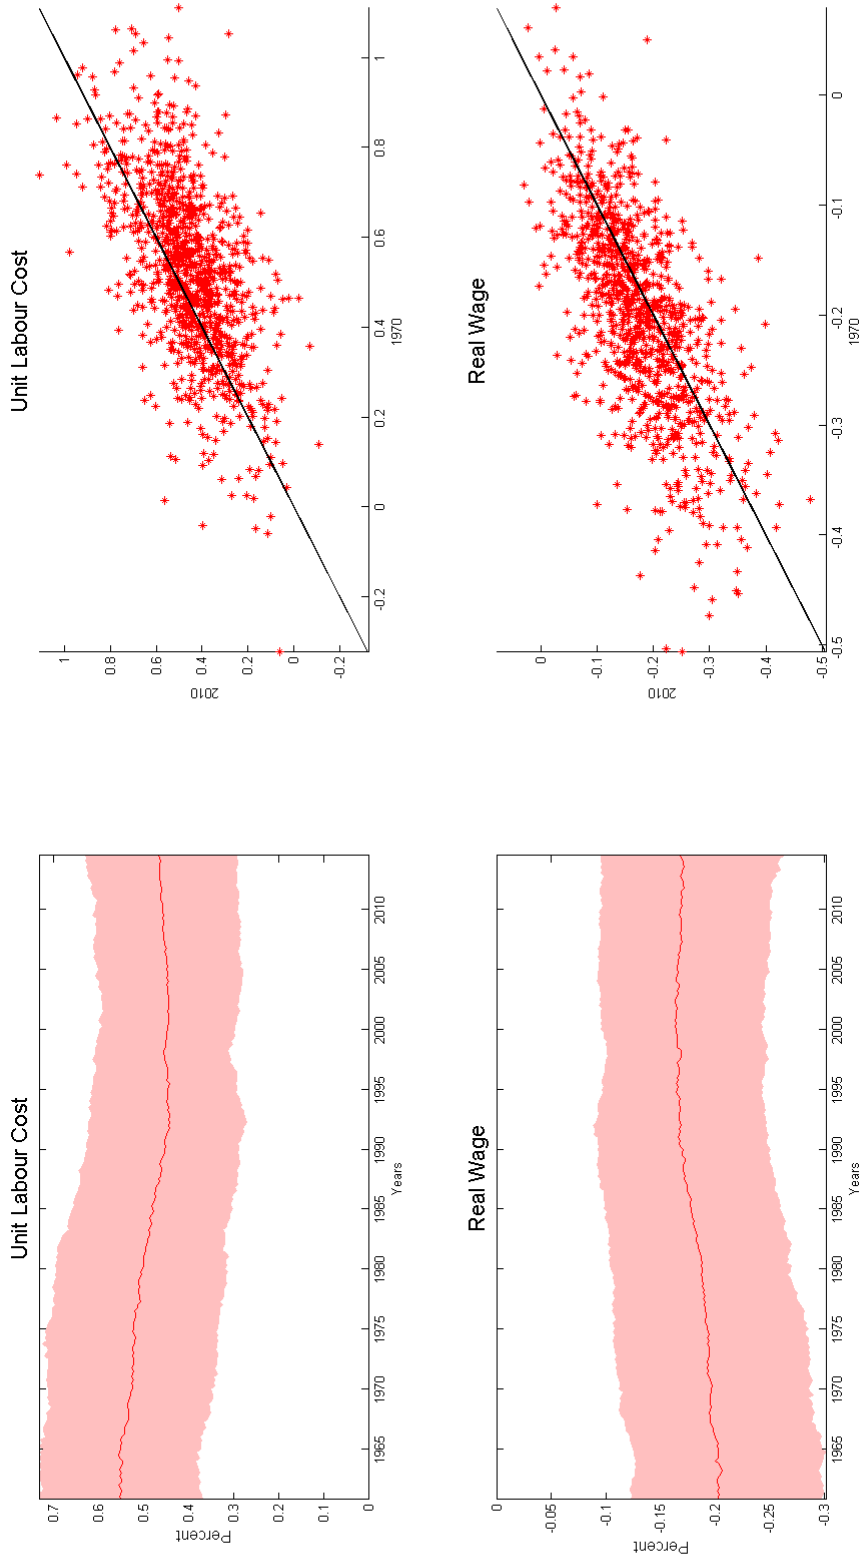 Unit Labour Cost
Percent
0.7
0.6
0.5
0.4
0.3
0.2
0.1
0
1965 1970 1975 1980 1985 1990 1995 2000 2005 2010
Years
Unit Labour Cost
2010
1
0.8
0.6
0.4
0.2
0
-0.2
-0.2 0 0.2 0.4 0.6 0.8 1
1970
Real Wage
Percent
0
-0.05
-0.1
-0.15
-0.2
-0.25
-0.3
1965 1970 1975 1980 1985 1990 1995 2000 2005 2010
Years
Real Wage
2010
0
-0.1
-0.2
-0.3
-0.4
-0.5
-0.5 -0.4 -0.3 -0.2 -0.1 0
1970